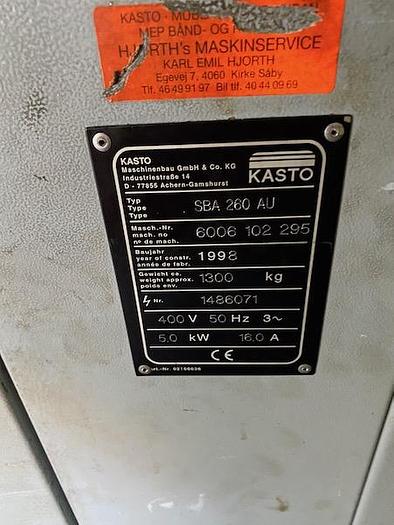 KASTO - MUB
MEP BÅND- OG
HJORTH's MASKINSERVICE
KARL EMIL HJORTH
Egevej 7, 4060 Kirke Såby
Tlf. 46 49 91 97 Bil tlf. 40 44 09 69
KASTO
Maschinenbau GmbH & Co. KG
Industriestraße 14
D - 77855 Achern-Gamshurst
KASTO
Typ
Type
Type
SBA 260 AU
Masch.-Nr.
mach. no
nº de mach.
6006 102 295
Baujahr
year of constr.
année de fabr.
1998
Gewicht ca.
weight approx.
poids env.
1300 kg
Nr. 1486071
400 V 50 Hz 3~
5.0 kW 16.0 A
CE